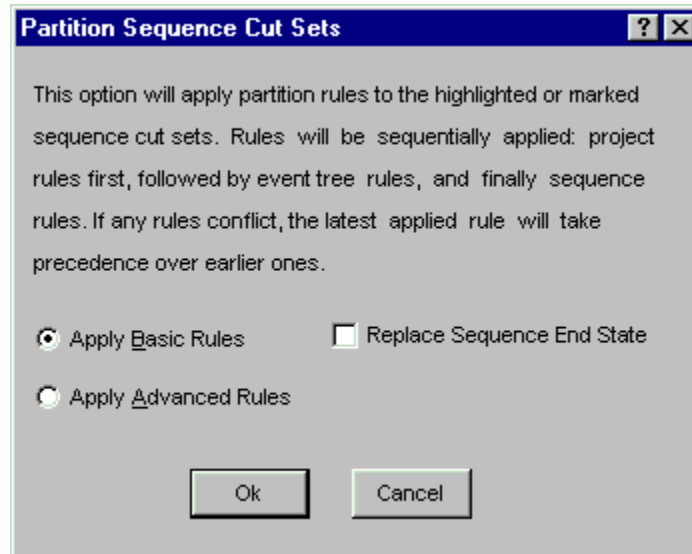 Partition Sequence Cut Sets
This option will apply partition rules to the highlighted or marked
sequence cut sets. Rules will be sequentially applied: project
rules first, followed by event tree rules, and finally sequence
rules. If any rules conflict, the latest applied rule will take
precedence over earlier ones.
Apply Basic Rules
Replace Sequence End State
Apply Advanced Rules
Ok
Cancel